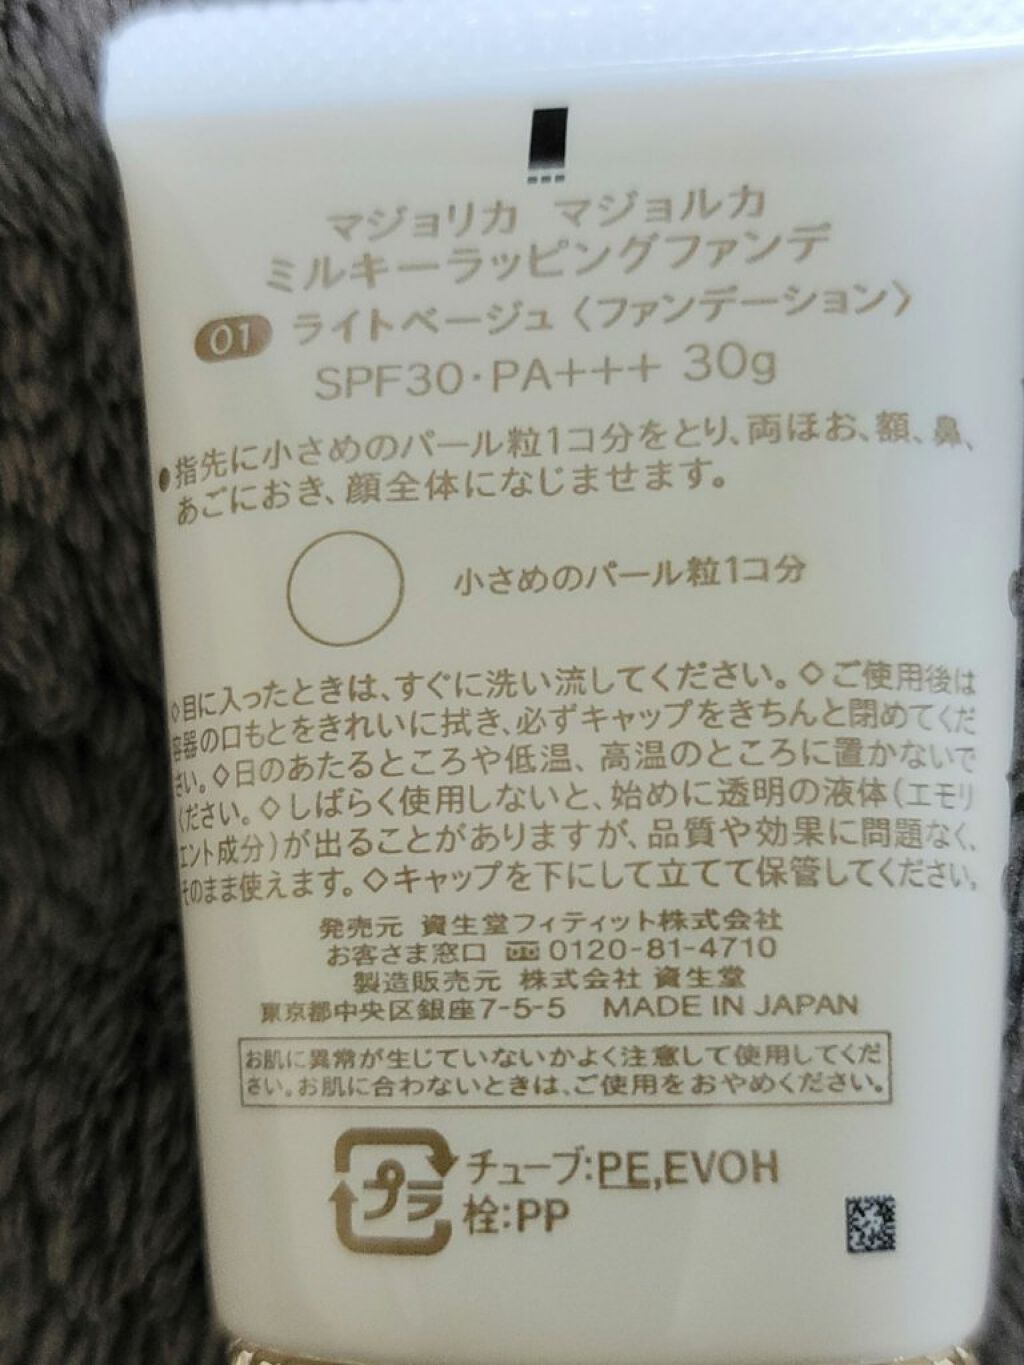 マジョリカ マジョルカ
ミルキーラッピングファンデ
01 ライトベージュ〈ファンデーション〉
SPF30・PA+++ 30g
●指先に小さめのパール粒1コ分をとり、両ほお、額、鼻、
あごにおき、顔全体になじませます。
小さめのパール粒1コ分
◇目に入ったときは、すぐに洗い流してください。◇ご使用後は
容器の口もとをきれいに拭き、必ずキャップをきちんと閉めてくだ
さい。◇日のあたるところや低温、高温のところに置かないで
ください。◇しばらく使用しないと、始めに透明の液体(エモリ
エント成分)が出ることがありますが、品質や効果に問題なく、
そのまま使えます。◇キャップを下にして立てて保管してください。
発売元 資生堂フィティット株式会社
お客さま窓口 0120-81-4710
製造販売元 株式会社 資生堂
東京都中央区銀座7-5-5 MADE IN JAPAN
お肌に異常が生じていないかよく注意して使用してくだ
さい。お肌に合わないときは、ご使用をおやめください。
プラ チューブ:PE,EVOH
栓:PP